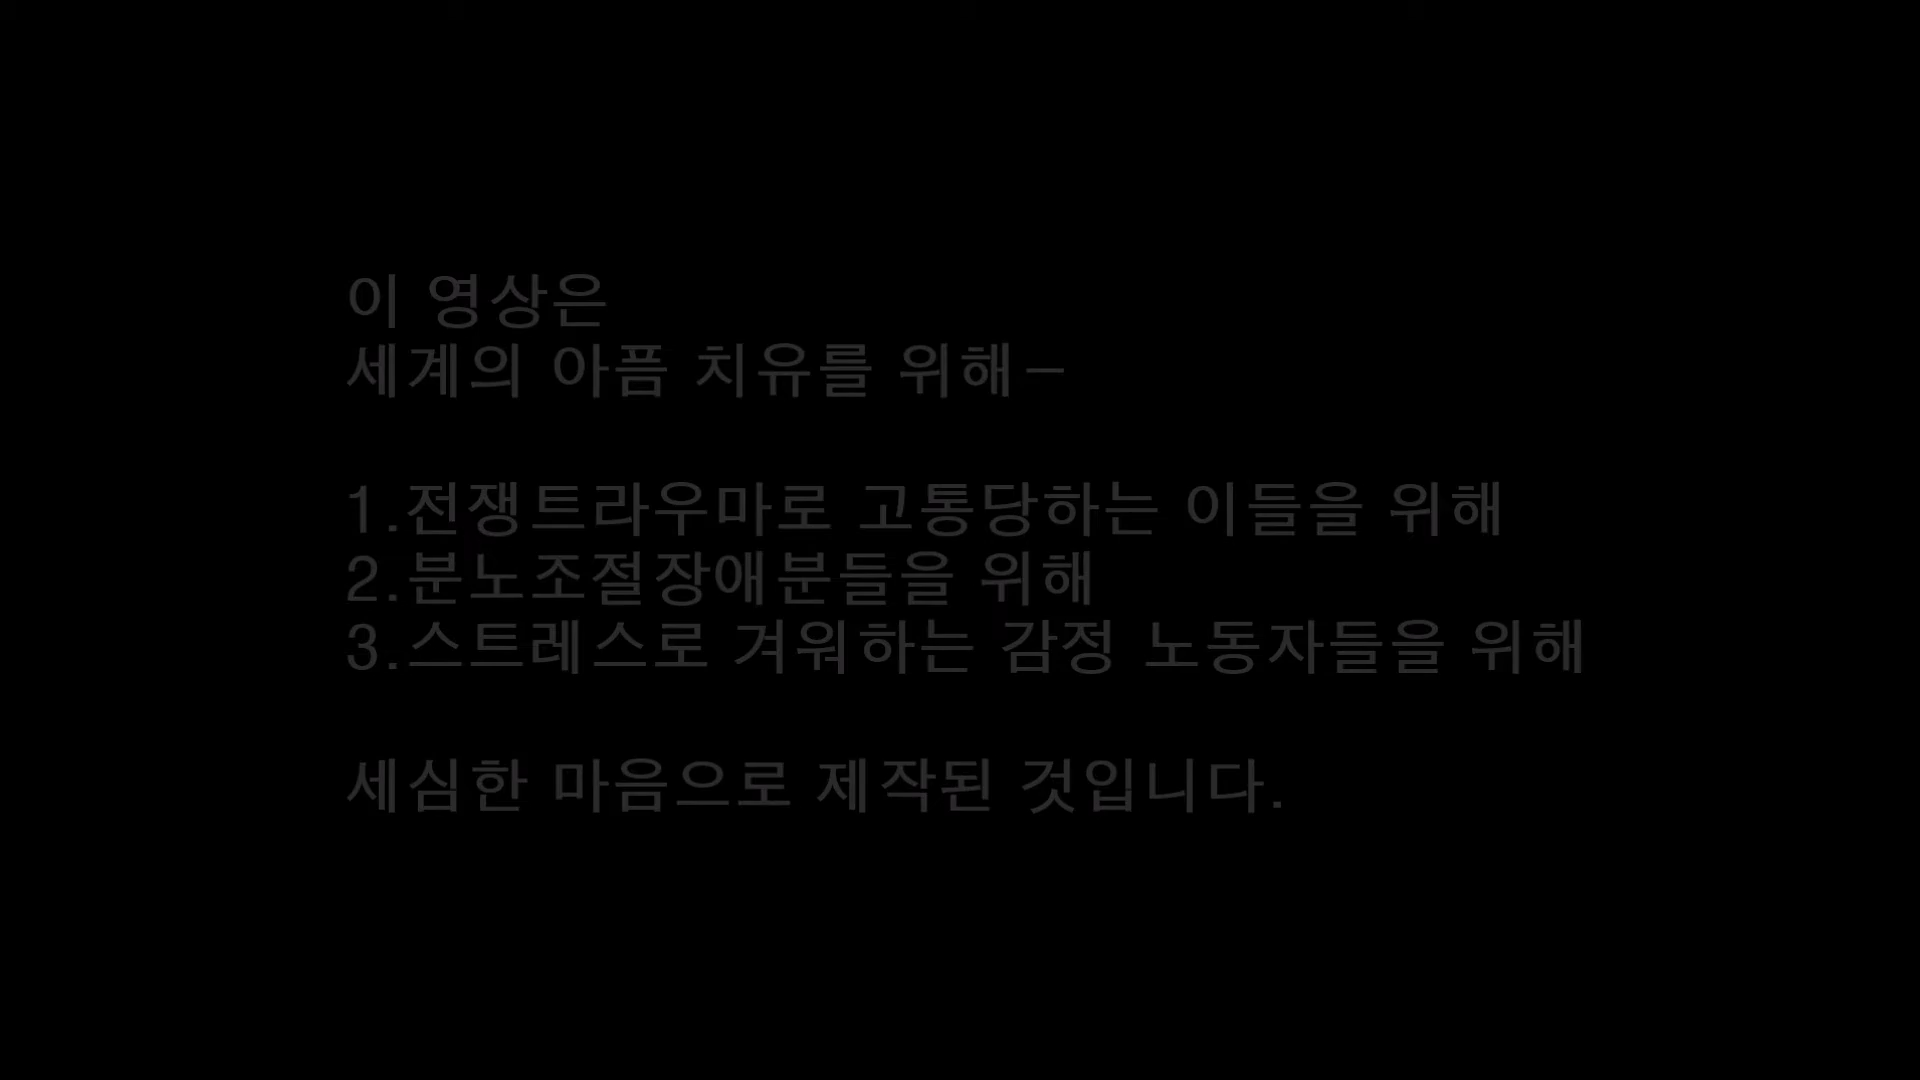 이 영상은
세계의 아픔 치유를 위해-
1.전쟁트라우마로 고통당하는 이들을 위해
2.분노조절장애분들을 위해
3.스트레스로 겨워하는 감정 노동자들을 위해
세심한 마음으로 제작된 것입니다.